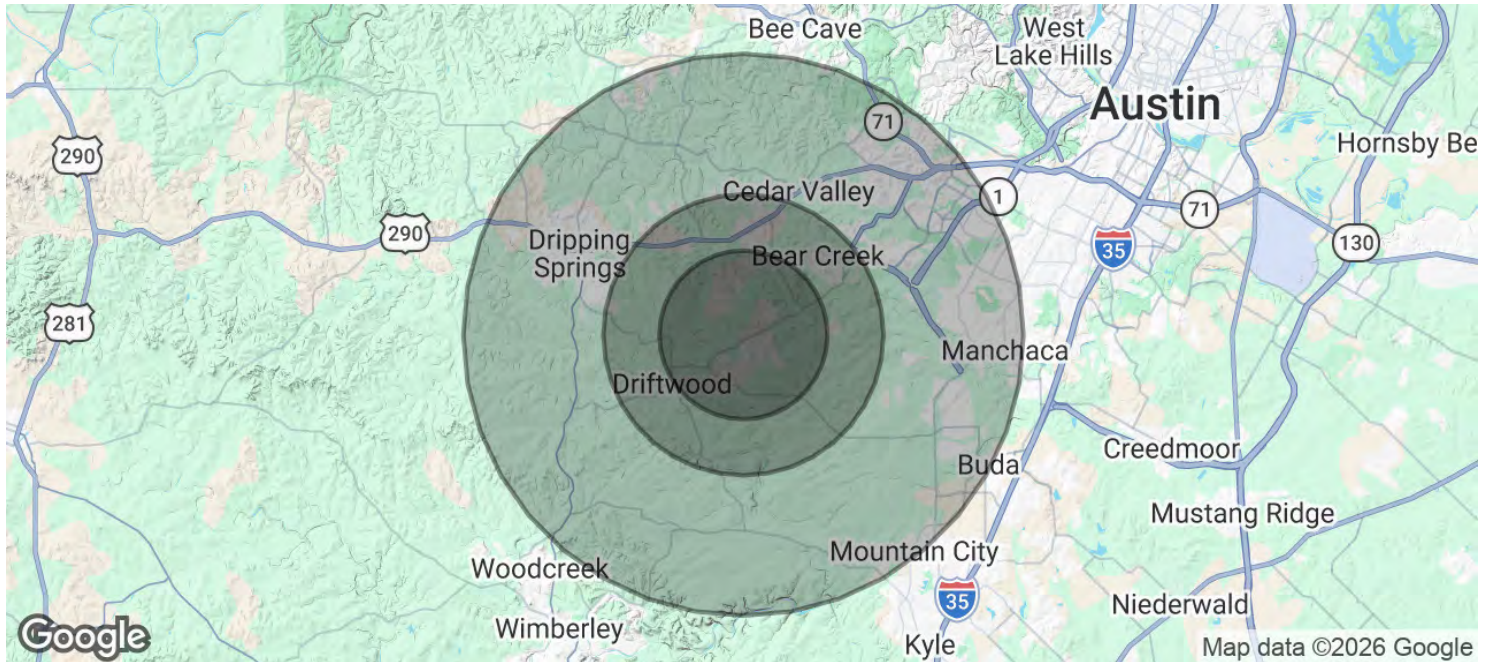 Bee Cave
West
Lake Hills
Austin
71
290
Hornsby Be
Cedar Valley
1
71
290
Dripping
Springs
Bear Creek
35
130
281
Manchaca
Driftwood
Creedmoor
Buda
Mustang Ridge
Mountain City
Woodcreek
35
Niederwald
Wimberley
Kyle
Google
Map data ©2026 Google